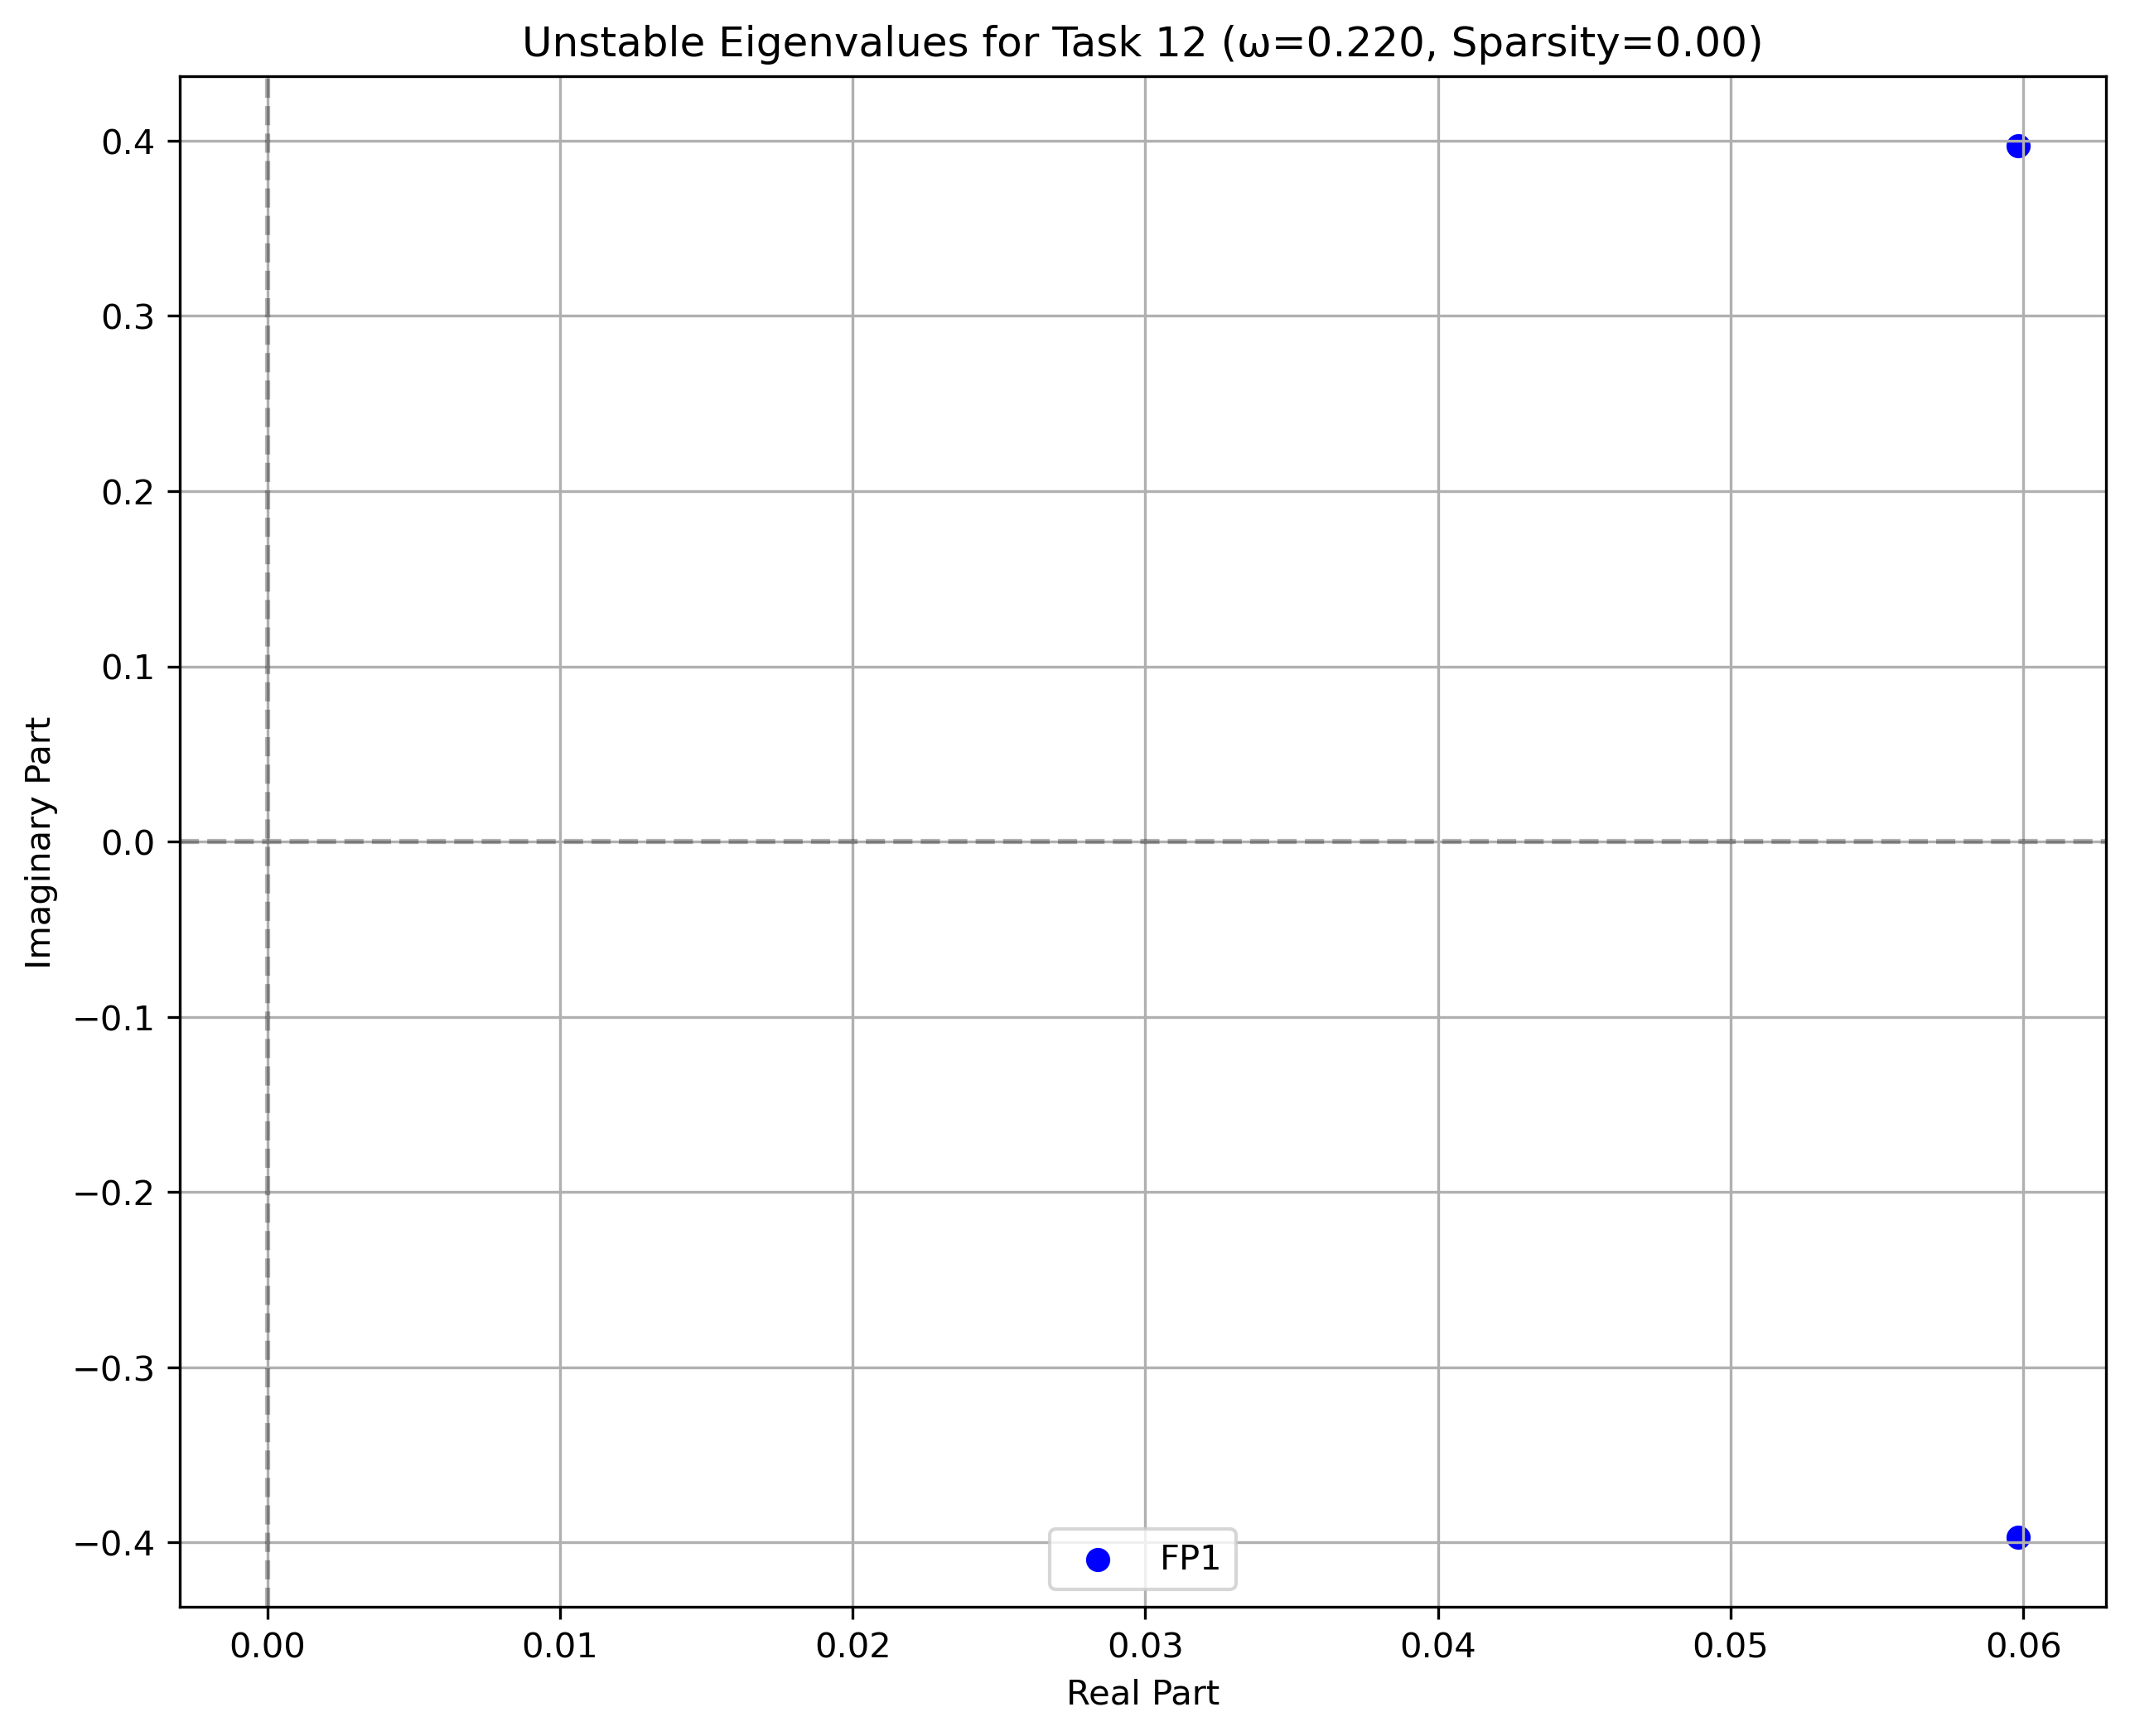 Unstable Eigenvalues for Task 12 (ω=0.220, Sparsity=0.00)
0.4
0.3
0.2
0.1
0.0
−0.1
−0.2
−0.3
−0.4
Imaginary Part
FP1
0.00 0.01 0.02 0.03 0.04 0.05 0.06
Real Part